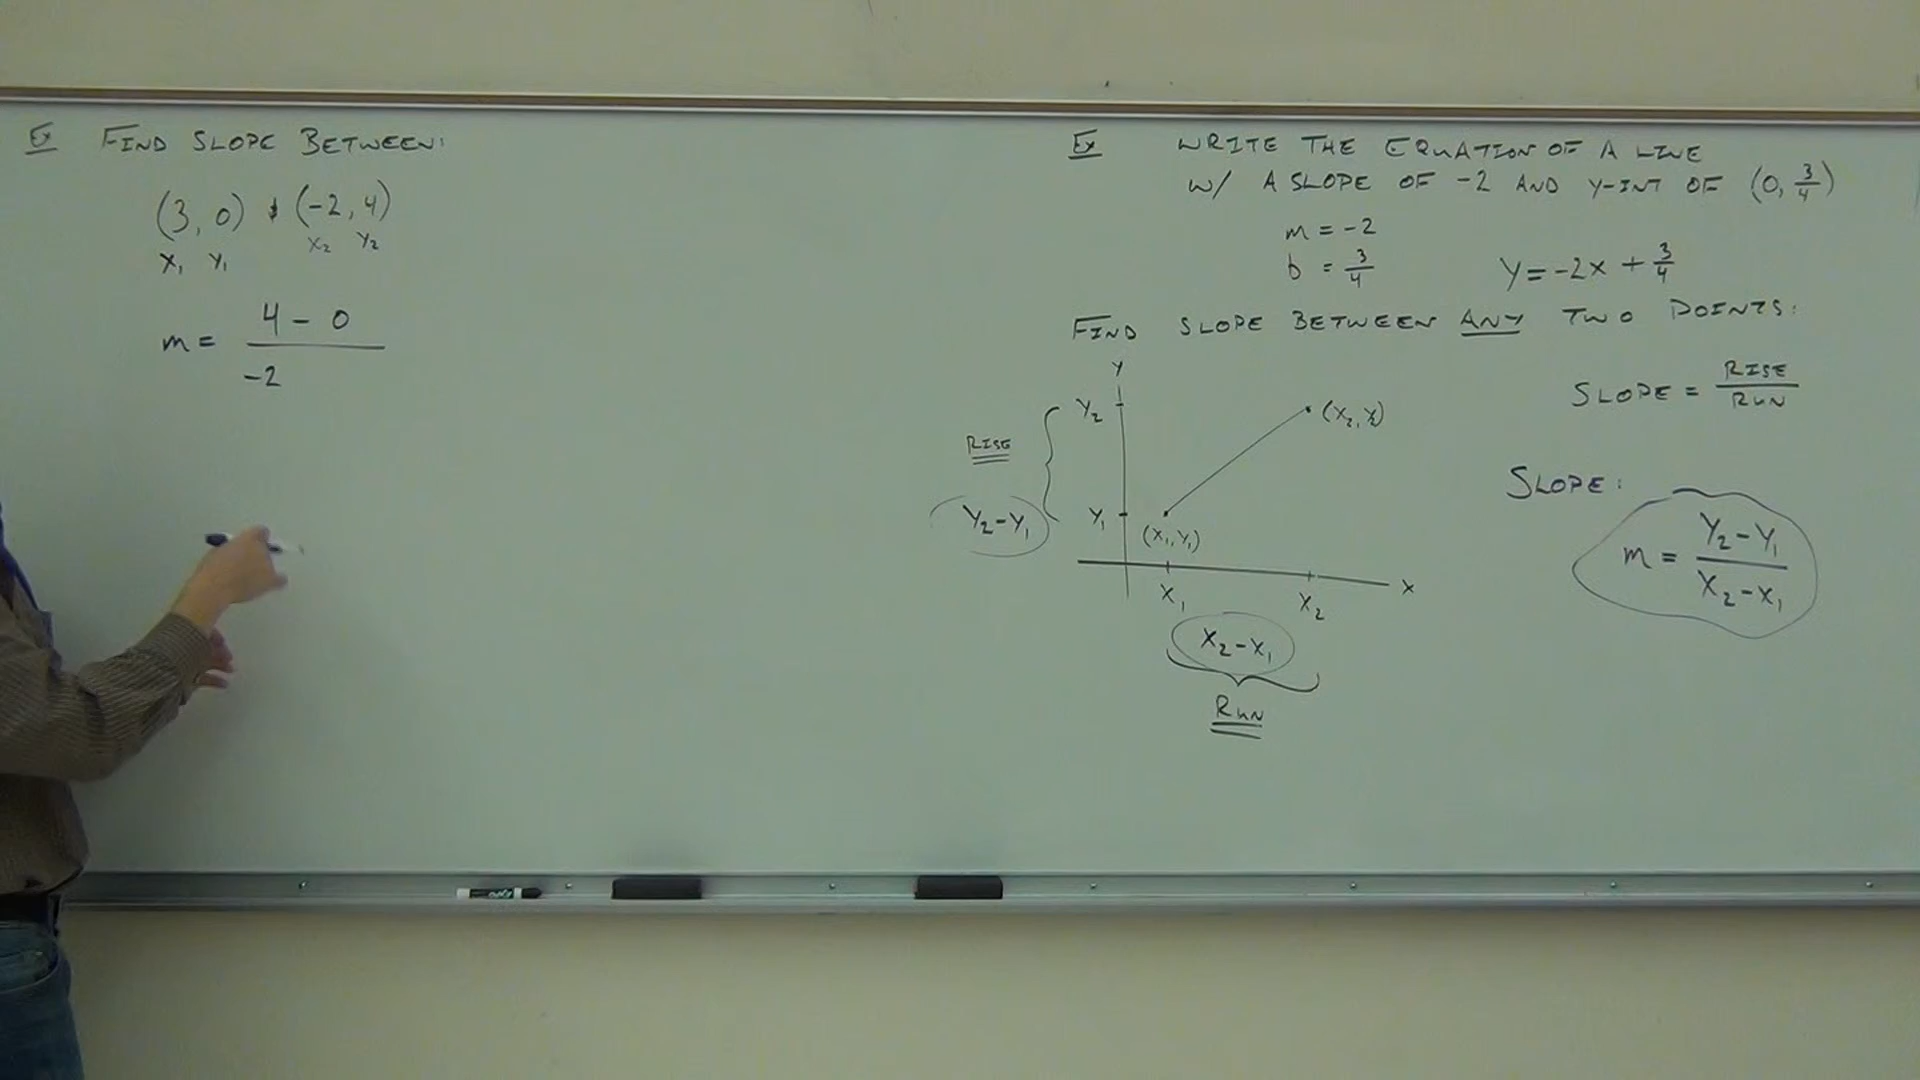 Ex FIND SLOPE BETWEEN:
(3, 0) & (-2, 4)
X₁ Y₁ X₂ Y₂
m = 4 - 0
-2
Ex WRITE THE EQUATION OF A LINE
W/ A SLOPE OF -2 AND Y-INT OF (0, 3/4)
m = -2
b = 3/4 Y = -2x + 3/4
FIND SLOPE BETWEEN ANY TWO POINTS:
SLOPE = RISE/RUN
Y
Y₂ (X₂, Y₂)
RISE
Y₂-Y₁ Y₁ (X₁, Y₁)
X₁ X₂ X
X₂-X₁
RUN
SLOPE:
m = Y₂-Y₁/X₂-X₁
EXPO